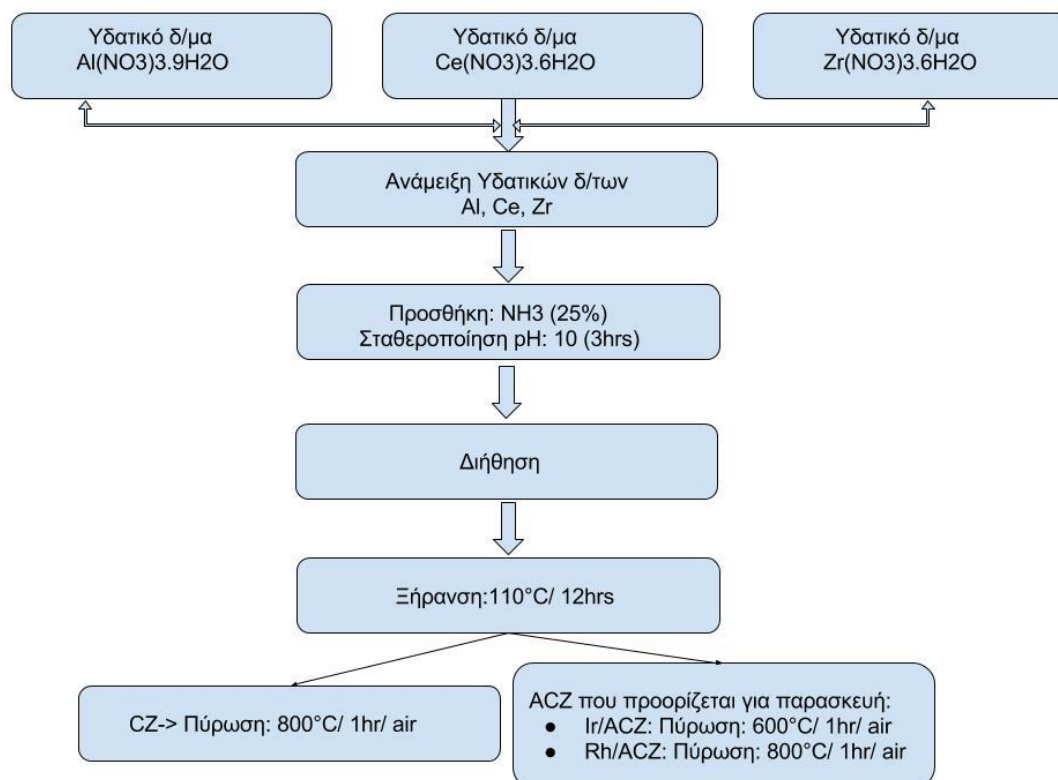 Υδατικό δ/μα
Al(NO3)3.9H2O
Υδατικό δ/μα
Ce(NO3)3.6H2O
Υδατικό δ/μα
Zr(NO3)3.6H2O
Ανάμειξη Υδατικών δ/των
Al, Ce, Zr
Προσθήκη: NH3 (25%)
Σταθεροποίηση pH: 10 (3hrs)
Διήθηση
Ξήρανση:110°C/ 12hrs
CZ-> Πύρωση: 800°C/ 1hr/ air
ACZ που προορίζεται για παρασκευή:
● Ir/ACZ: Πύρωση: 600°C/ 1hr/ air
● Rh/ACZ: Πύρωση: 800°C/ 1hr/ air